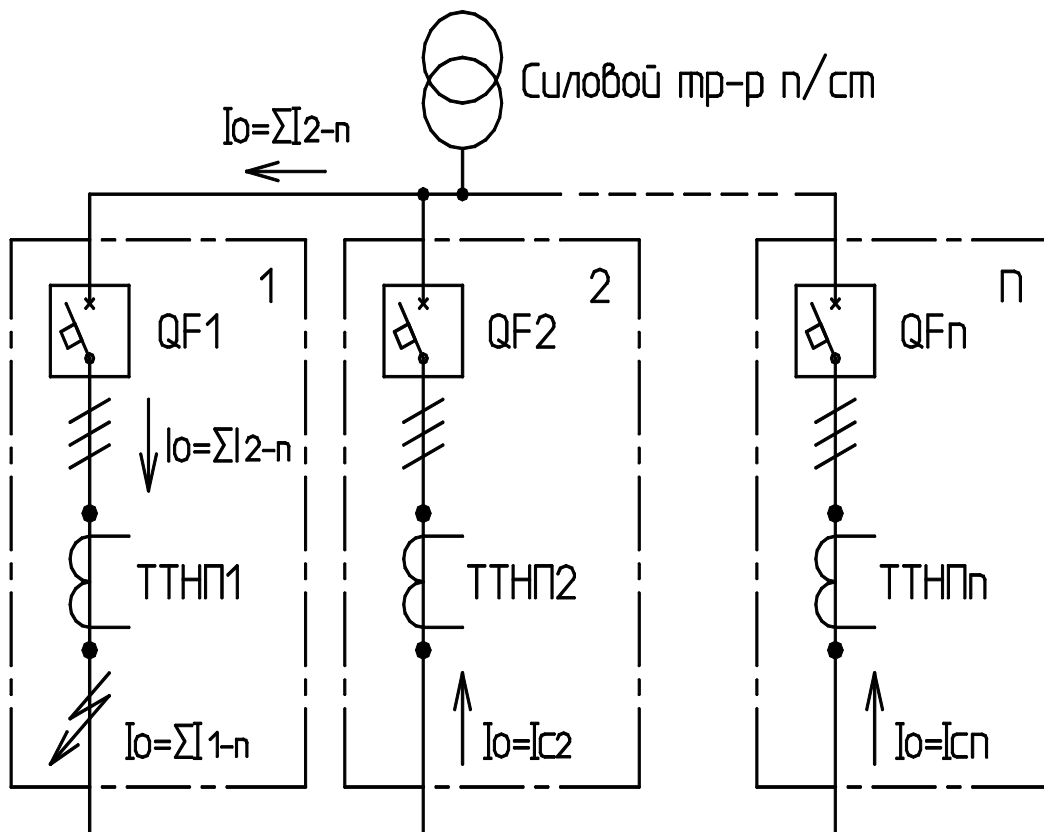 Силовой тр-р п/ст
I0=∑I2-n
1
2
n
QF1
QF2
QFn
I0=∑I2-n
ТТНП1
ТТНП2
ТТНПn
I0=∑I1-n
I0=Ic2
I0=Icn